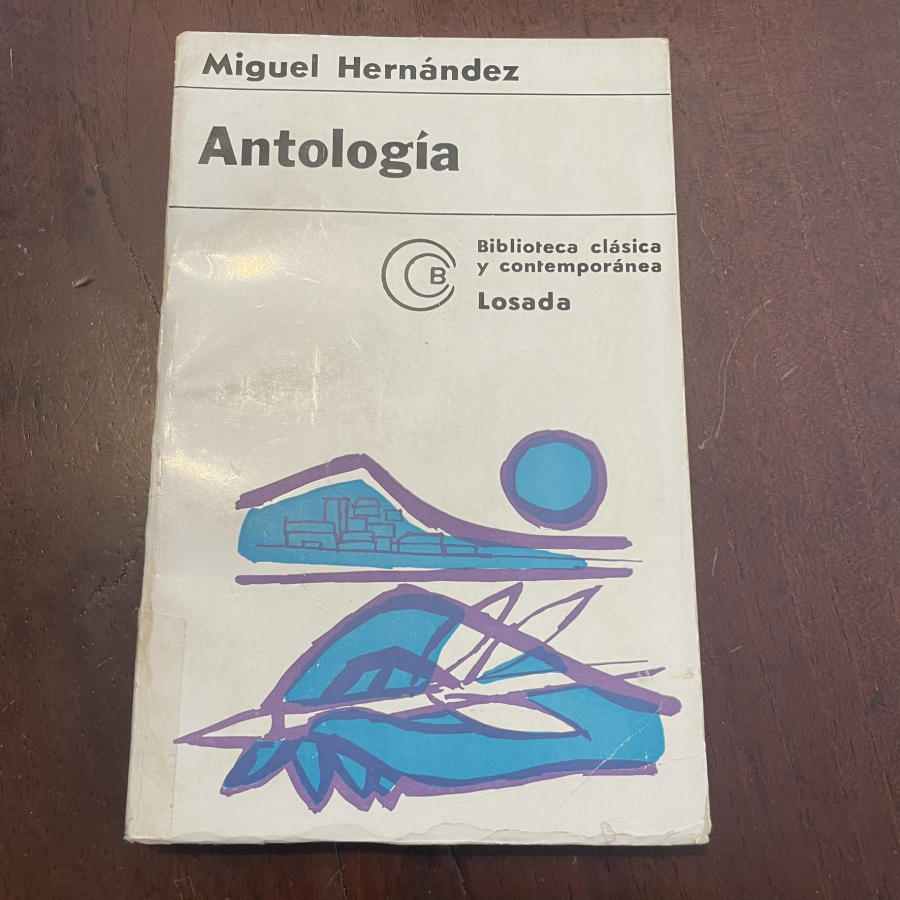 Miguel Hernández
Antología
B
Biblioteca clásica
y contemporánea
Losada